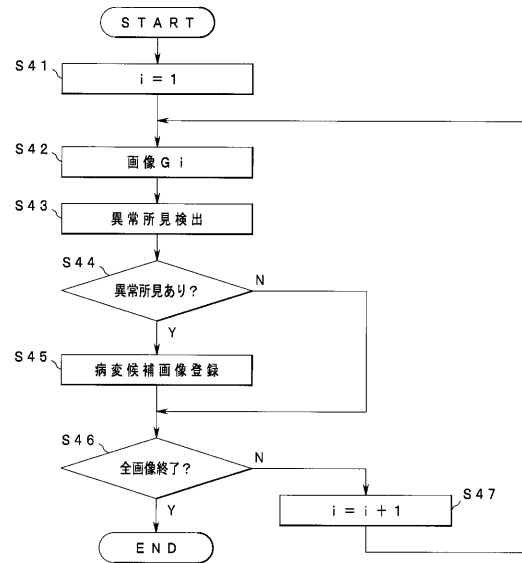 START
S41
i=1
S42
画像Gi
S43
異常所見検出
S44
異常所見あり?
N
Y
S45
病変候補画像登録
S46
全画像終了?
N
Y
S47
i=i+1
END